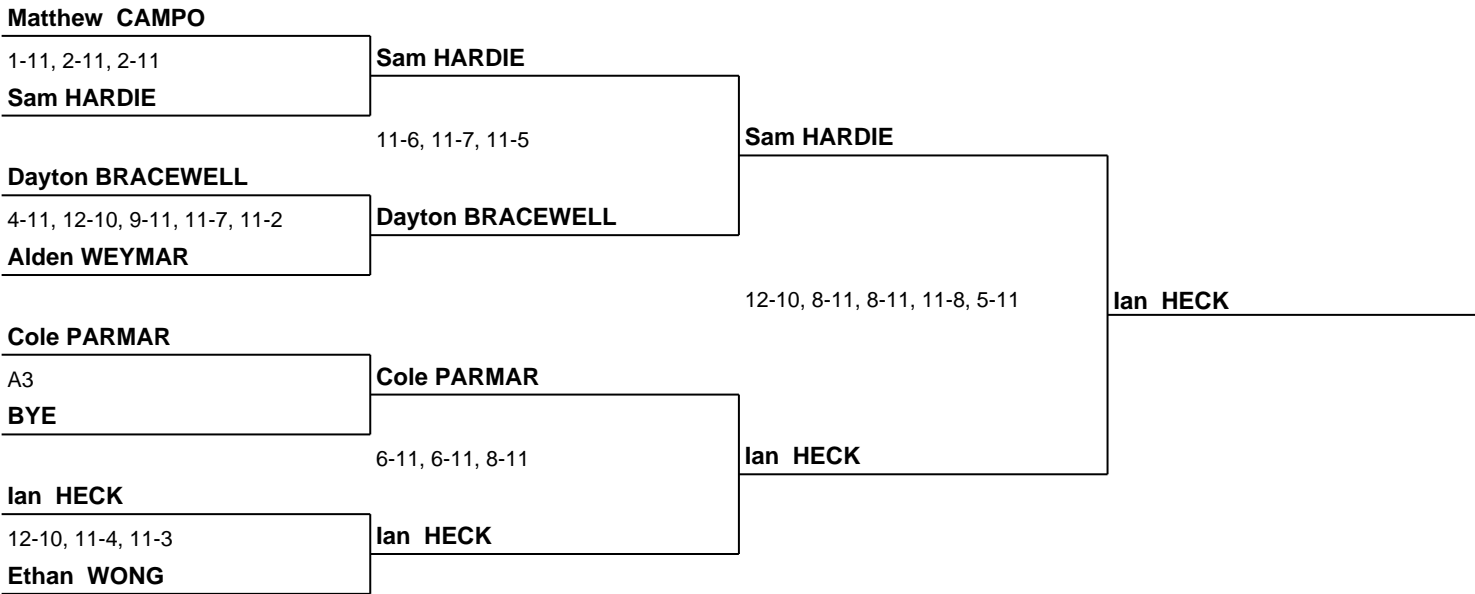 Matthew  CAMPO
1-11, 2-11, 2-11
Sam HARDIE
Dayton BRACEWELL
4-11, 12-10, 9-11, 11-7, 11-2
Alden WEYMAR
Cole PARMAR
A3
BYE
Ian  HECK
12-10, 11-4, 11-3
Ethan  WONG
Sam HARDIE
11-6, 11-7, 11-5
Dayton BRACEWELL
Cole PARMAR
6-11, 6-11, 8-11
Ian  HECK
Sam HARDIE
12-10, 8-11, 8-11, 11-8, 5-11
Ian  HECK
Ian  HECK